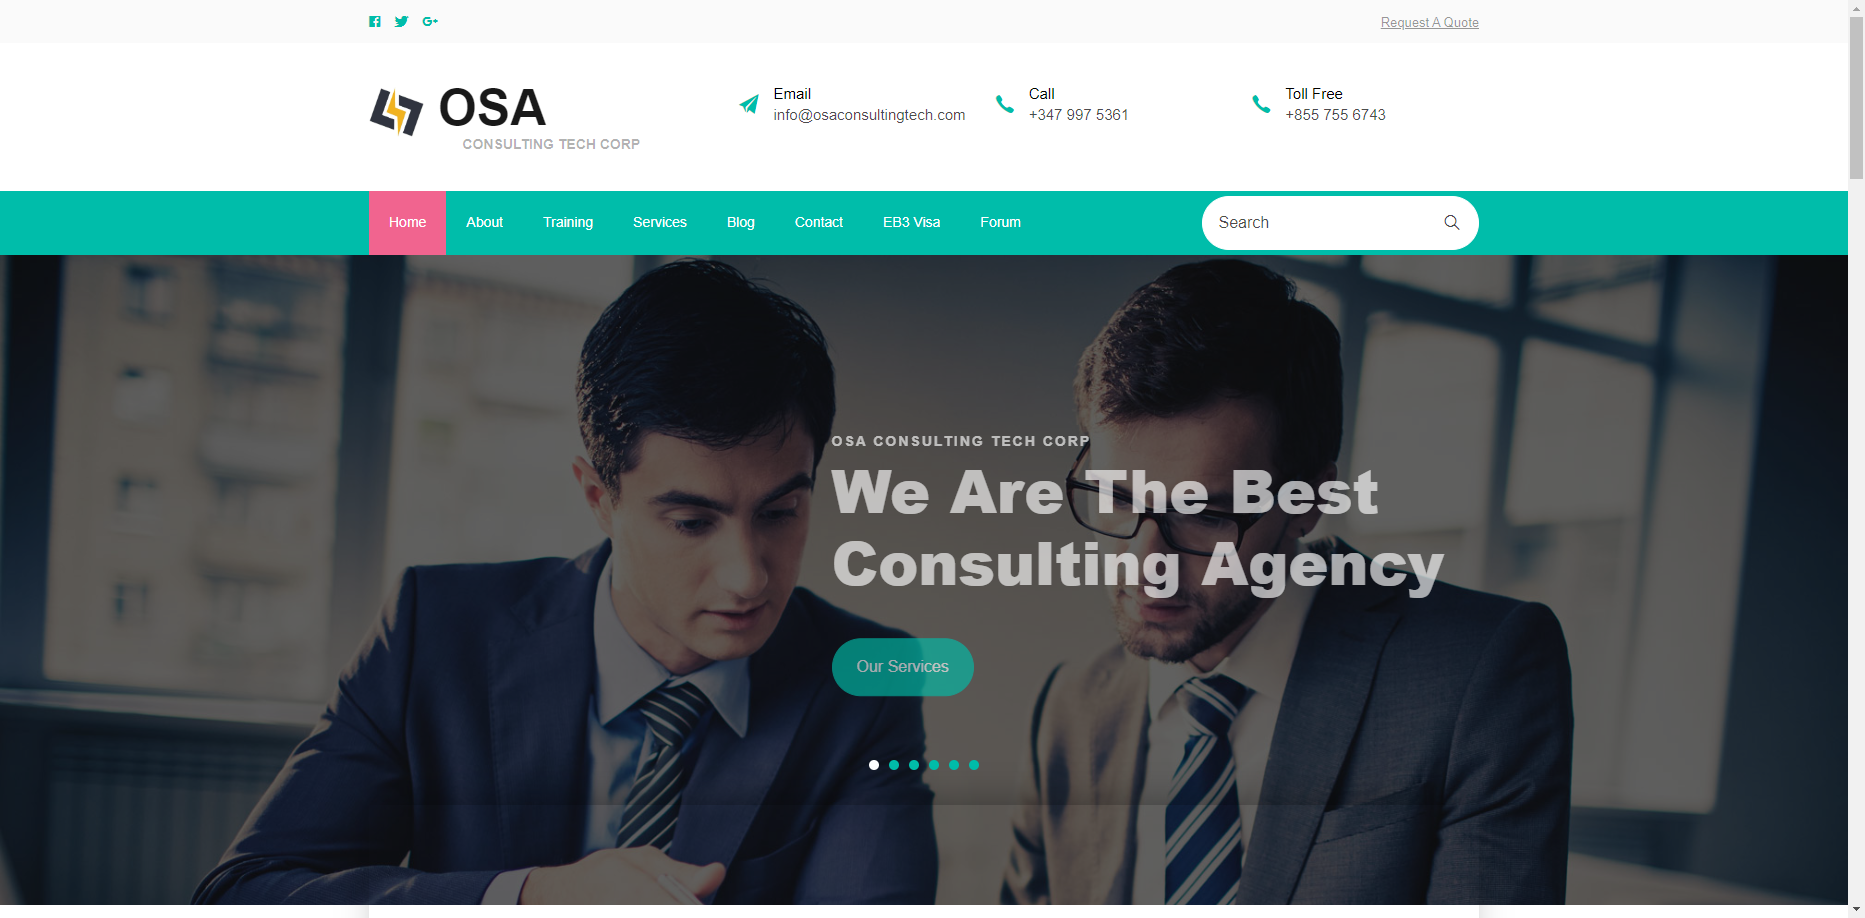 Request A Quote
OSA
CONSULTING TECH CORP
Email
info@osaconsultingtech.com
Call
+347 997 5361
Toll Free
+855 755 6743
Home About Training Services Blog Contact EB3 Visa Forum Search
OSA CONSULTING TECH CORP
We Are The Best
Consulting Agency
Our Services